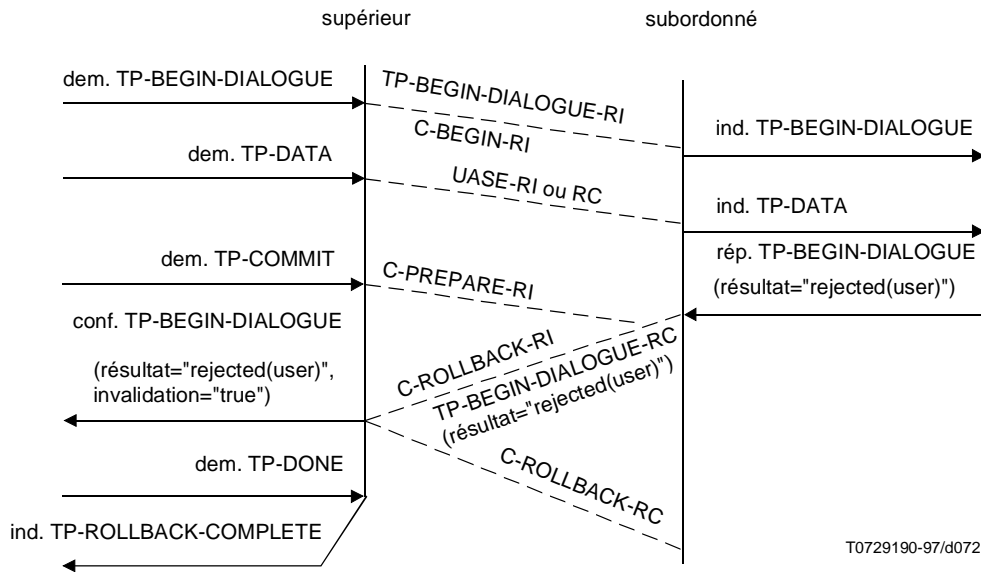 supérieur
subordonné
dem. TP-BEGIN-DIALOGUE
TP-BEGIN-DIALOGUE-RI
C-BEGIN-RI
ind. TP-BEGIN-DIALOGUE
dem. TP-DATA
UASE-RI ou RC
ind. TP-DATA
rép. TP-BEGIN-DIALOGUE
(résultat="rejected(user)")
dem. TP-COMMIT
C-PREPARE-RI
conf. TP-BEGIN-DIALOGUE
(résultat="rejected(user)",
invalidation="true")
C-ROLLBACK-RI
TP-BEGIN-DIALOGUE-RC
(résultat="rejected(user)")
dem. TP-DONE
C-ROLLBACK-RC
ind. TP-ROLLBACK-COMPLETE
T0729190-97/d072